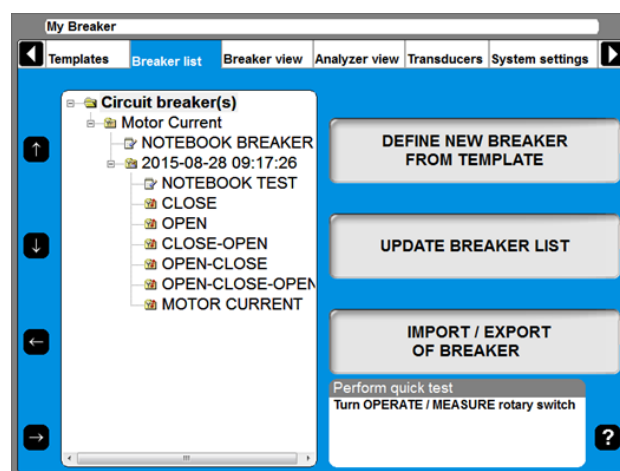 My Breaker
Templates Breaker list Breaker view Analyzer view Transducers System settings
Circuit breaker(s)
Motor Current
NOTEBOOK BREAKER
2015-08-28 09:17:26
NOTEBOOK TEST
CLOSE
OPEN
CLOSE-OPEN
OPEN-CLOSE
OPEN-CLOSE-OPEN
MOTOR CURRENT
DEFINE NEW BREAKER
FROM TEMPLATE
UPDATE BREAKER LIST
IMPORT / EXPORT
OF BREAKER
Perform quick test
Turn OPERATE / MEASURE rotary switch
?